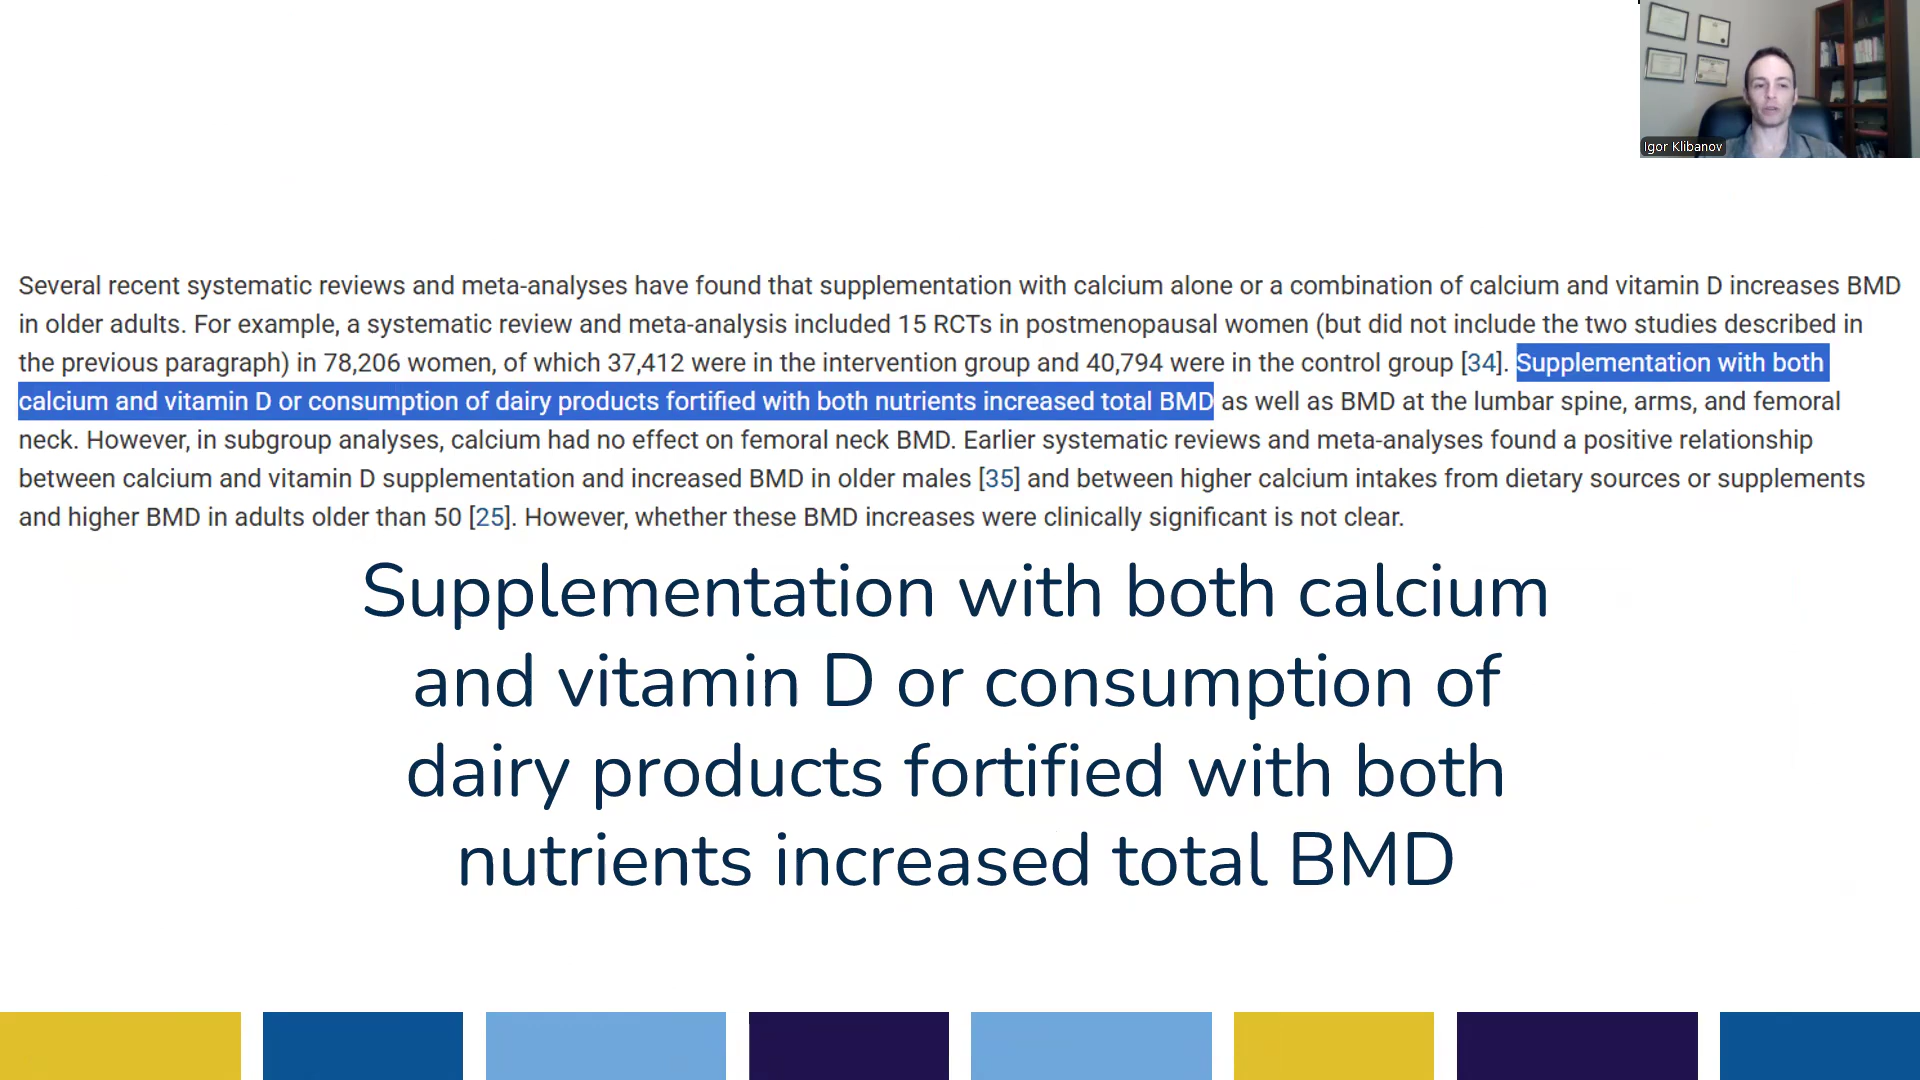 Igor Klibanov
Several recent systematic reviews and meta-analyses have found that supplementation with calcium alone or a combination of calcium and vitamin D increases BMD
in older adults. For example, a systematic review and meta-analysis included 15 RCTs in postmenopausal women (but did not include the two studies described in
the previous paragraph) in 78,206 women, of which 37,412 were in the intervention group and 40,794 were in the control group [34]. Supplementation with both
calcium and vitamin D or consumption of dairy products fortified with both nutrients increased total BMD as well as BMD at the lumbar spine, arms, and femoral
neck. However, in subgroup analyses, calcium had no effect on femoral neck BMD. Earlier systematic reviews and meta-analyses found a positive relationship
between calcium and vitamin D supplementation and increased BMD in older males [35] and between higher calcium intakes from dietary sources or supplements
and higher BMD in adults older than 50 [25]. However, whether these BMD increases were clinically significant is not clear.
Supplementation with both calcium
and vitamin D or consumption of
dairy products fortified with both
nutrients increased total BMD